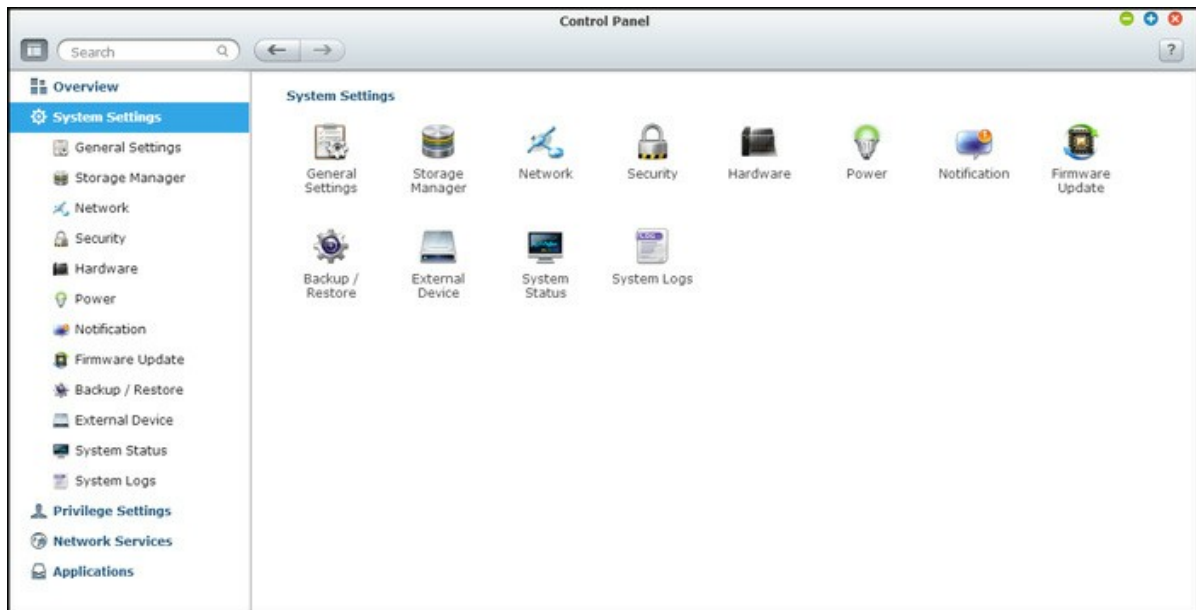 Control Panel
Search
?
Overview
System Settings
General Settings
Storage Manager
Network
Security
Hardware
Power
Notification
Firmware Update
Backup / Restore
External Device
System Status
System Logs
Privilege Settings
Network Services
Applications
System Settings
General
Settings
Storage
Manager
Network
Security
Hardware
Power
Notification
Firmware
Update
Backup /
Restore
External
Device
System
Status
LOG
System Logs